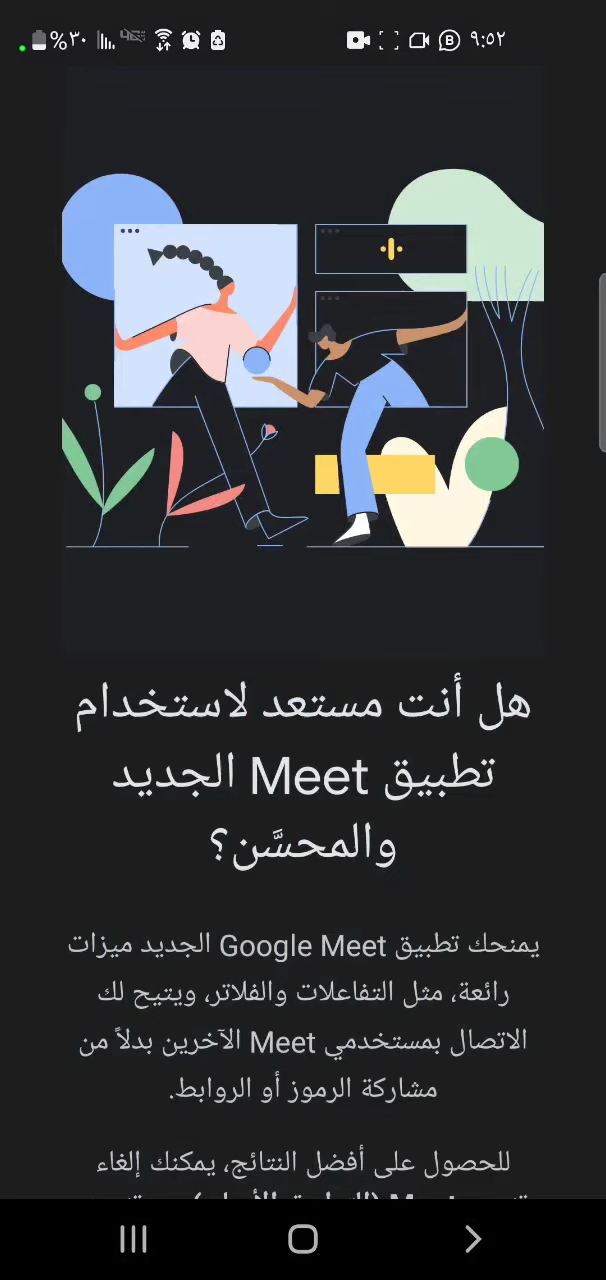 ٩:٥٢
٣٠%
هل أنت مستعد لاستخدام
تطبيق Meet الجديد
والمحسَّن؟
يمنحك تطبيق Google Meet الجديد ميزات
رائعة، مثل التفاعلات والفلاتر، ويتيح لك
الاتصال بمستخدمي Meet الآخرين بدلاً من
مشاركة الرموز أو الروابط.
للحصول على أفضل النتائج، يمكنك إلغاء